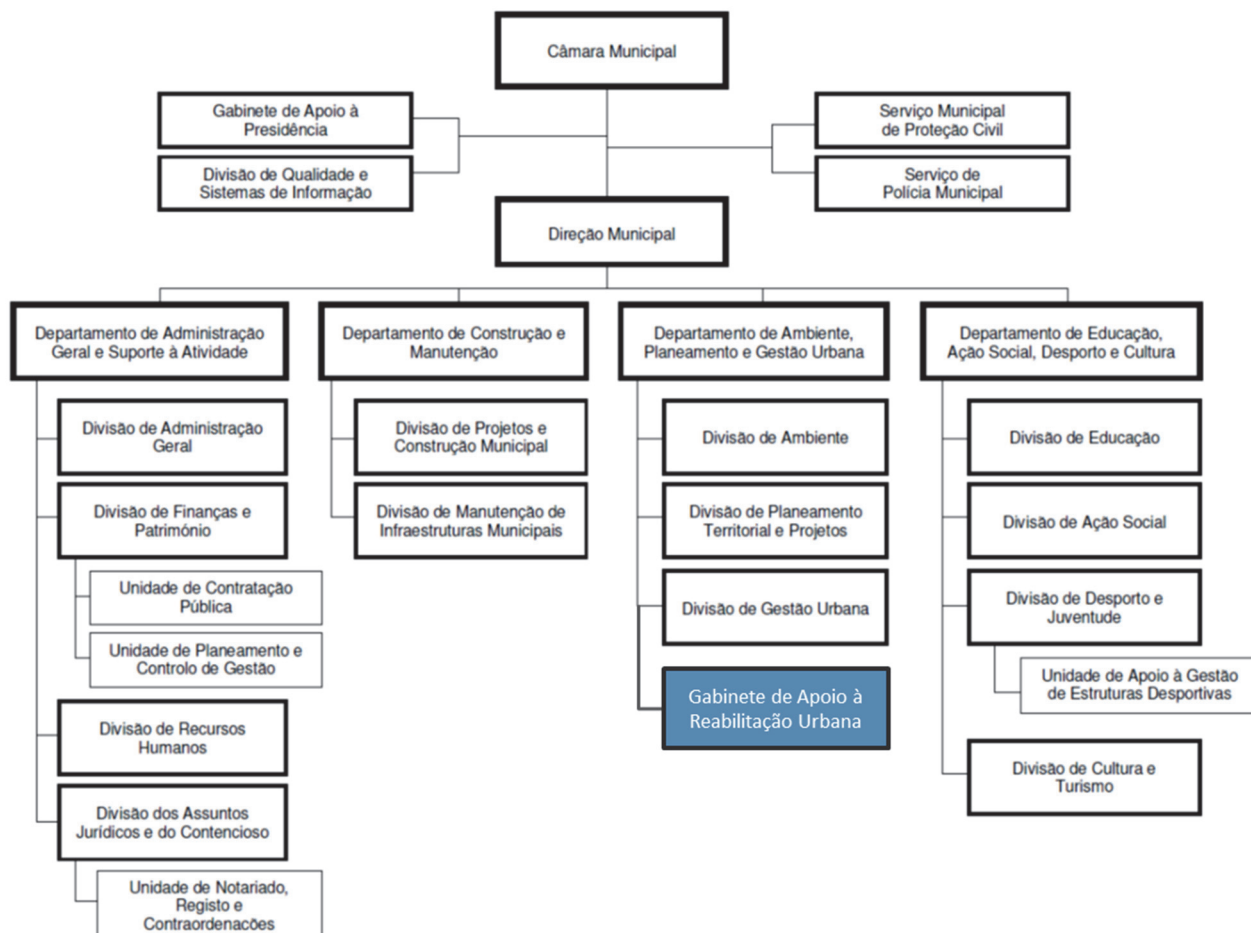 Câmara Municipal
Gabinete de Apoio à
Presidência
Serviço Municipal
de Proteção Civil
Divisão de Qualidade e
Sistemas de Informação
Serviço de
Polícia Municipal
Direção Municipal
Departamento de Administração
Geral e Suporte à Atividade
Departamento de Construção e
Manutenção
Departamento de Ambiente,
Planeamento e Gestão Urbana
Departamento de Educação,
Ação Social, Desporto e Cultura
Divisão de Administração
Geral
Divisão de Finanças e
Património
Unidade de Contratação
Pública
Unidade de Planeamento e
Controlo de Gestão
Divisão de Recursos
Humanos
Divisão dos Assuntos
Jurídicos e do Contencioso
Unidade de Notariado,
Registo e
Contraordenações
Divisão de Projetos e
Construção Municipal
Divisão de Manutenção de
Infraestruturas Municipais
Divisão de Ambiente
Divisão de Planeamento
Territorial e Projetos
Divisão de Gestão Urbana
Gabinete de Apoio à
Reabilitação Urbana
Divisão de Educação
Divisão de Ação Social
Divisão de Desporto e
Juventude
Unidade de Apoio à Gestão
de Estruturas Desportivas
Divisão de Cultura e
Turismo